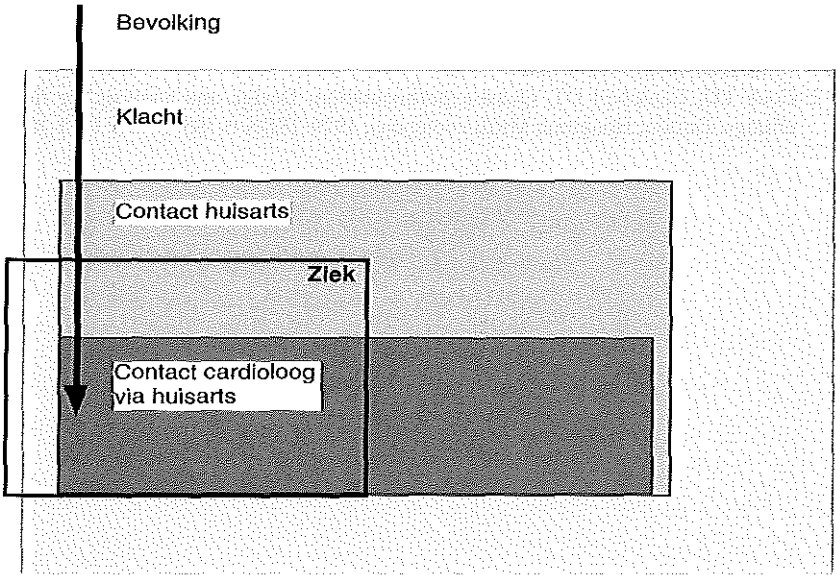 Bevolking
Klacht
Contact huisarts
Ziek
Contact cardioloog
via huisarts